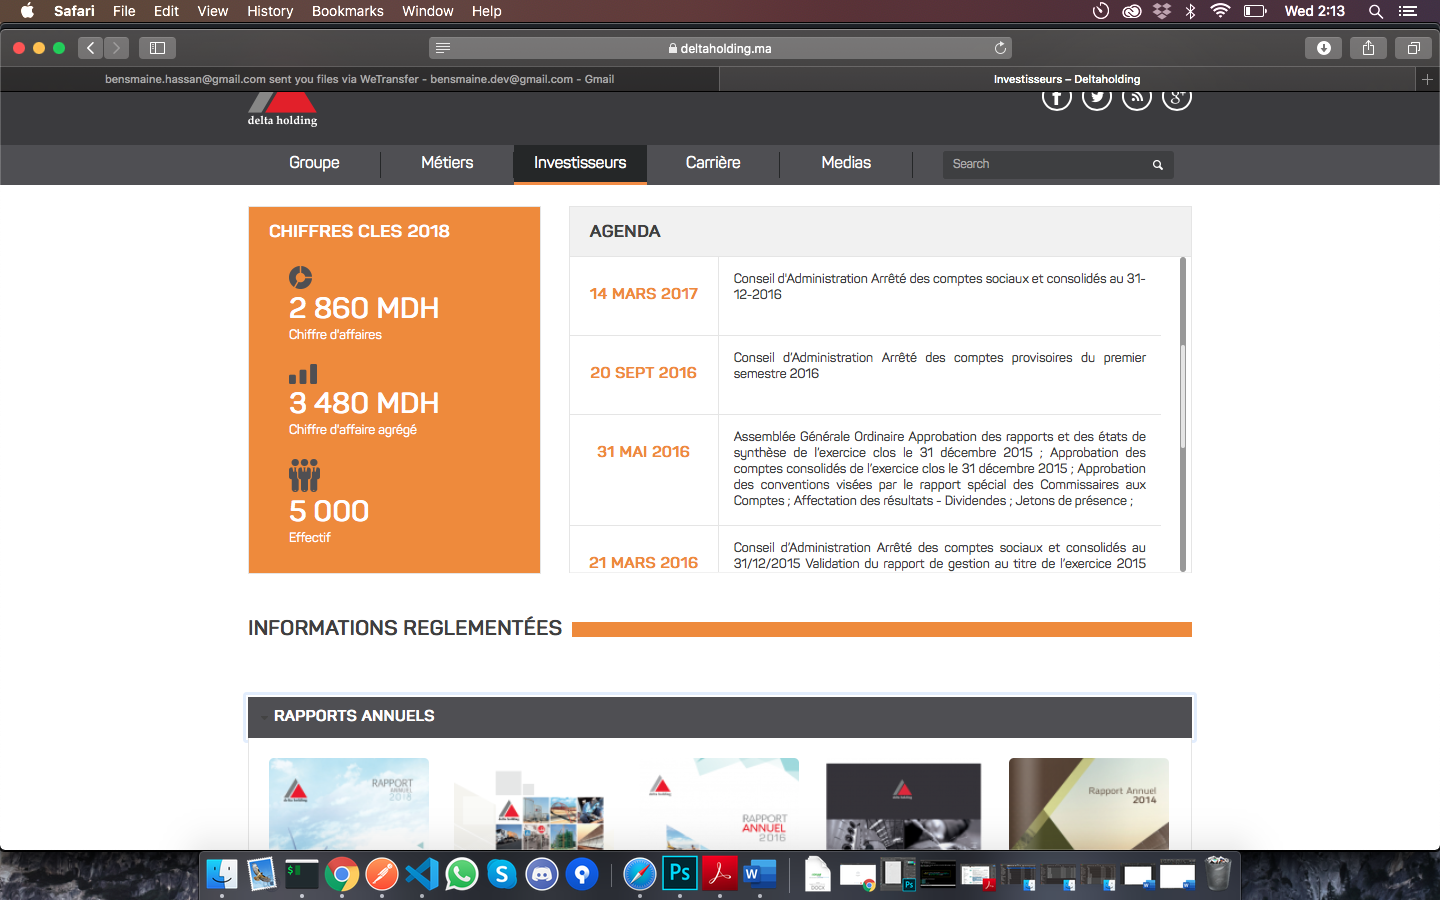 Safari File Edit View History Bookmarks Window Help
Wed 2:13
deltaholding.ma
bensmaine.hassan@gmail.com sent you files via WeTransfer - bensmaine.dev@gmail.com - Gmail
Investisseurs – Deltaholding
delta holding
Groupe
Métiers
Investisseurs
Carrière
Medias
Search
CHIFFRES CLES 2018
2 860 MDH
Chiffre d'affaires
3 480 MDH
Chiffre d'affaire agrégé
5 000
Effectif
AGENDA
14 MARS 2017
Conseil d'Administration Arrêté des comptes sociaux et consolidés au 31-
12-2016
20 SEPT 2016
Conseil d'Administration Arrêté des comptes provisoires du premier
semestre 2016
31 MAI 2016
Assemblée Générale Ordinaire Approbation des rapports et des états de
synthèse de l'exercice clos le 31 décembre 2015 ; Approbation des
comptes consolidés de l'exercice clos le 31 décembre 2015 ; Approbation
des conventions visées par le rapport spécial des Commissaires aux
Comptes ; Affectation des résultats - Dividendes ; Jetons de présence ;
21 MARS 2016
Conseil d'Administration Arrêté des comptes sociaux et consolidés au
31/12/2015 Validation du rapport de gestion au titre de l'exercice 2015
INFORMATIONS REGLEMENTÉES
RAPPORTS ANNUELS
RAPPORT
ANNUEL
2018
RAPPORT
ANNUEL
2016
Rapport Annuel
2014
Ps
W
DOCX